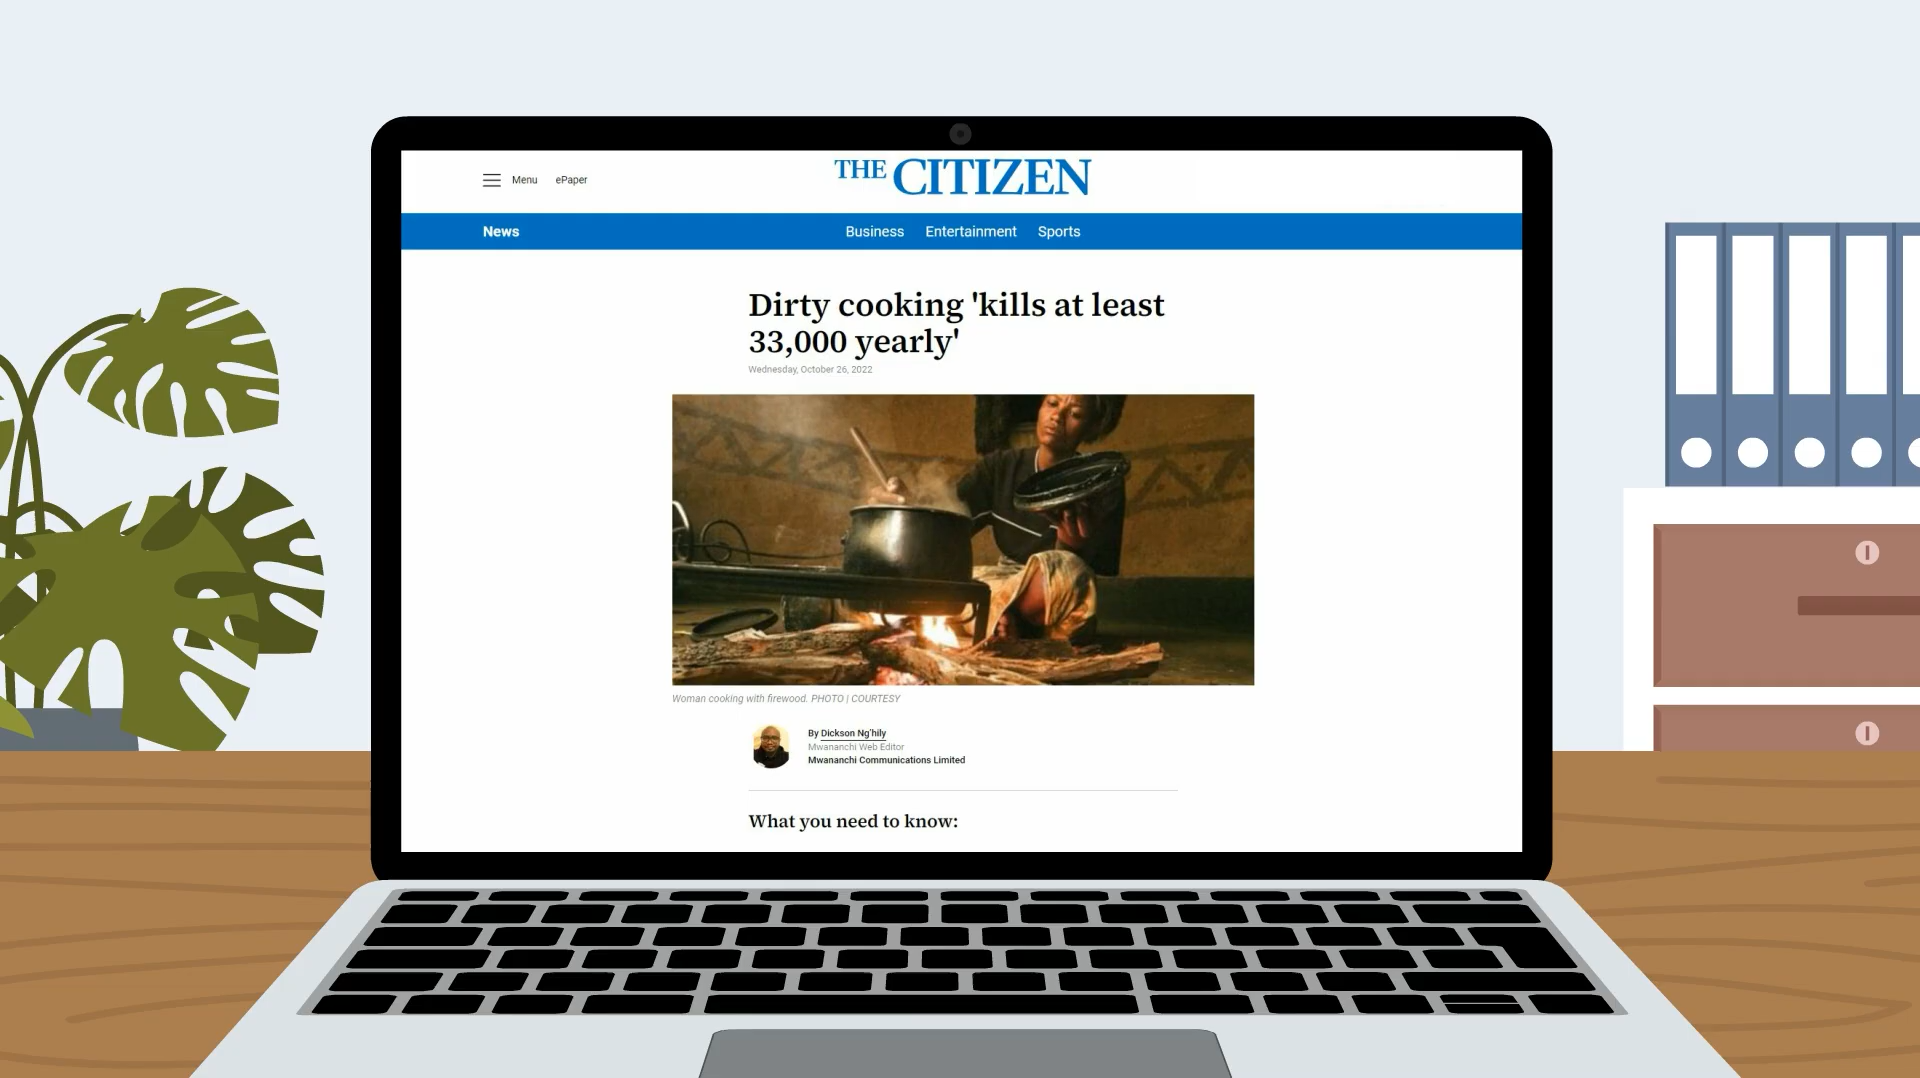 THE CITIZEN
Menu ePaper
News Business Entertainment Sports
Dirty cooking 'kills at least
33,000 yearly'
Wednesday, October 26, 2022
Woman cooking with firewood. PHOTO | COURTESY
By Dickson Ng'hily
Mwananchi Web Editor
Mwananchi Communications Limited
What you need to know: